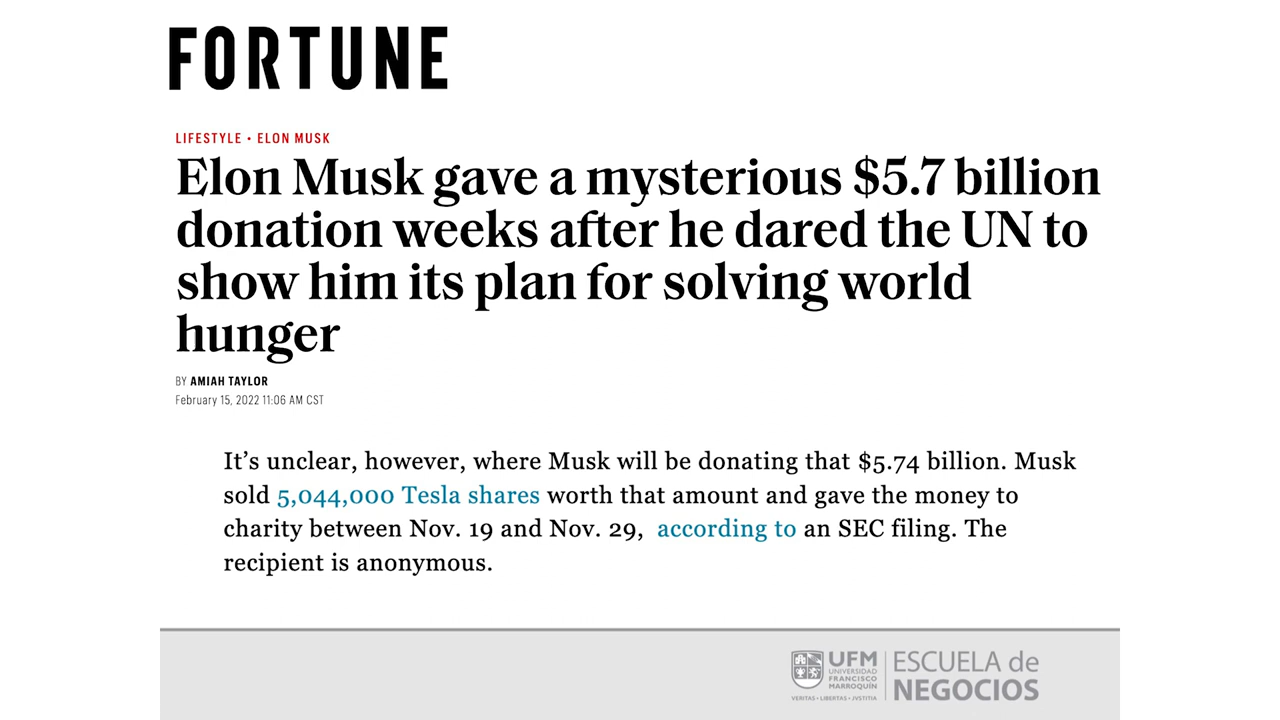 FORTUNE
LIFESTYLE • ELON MUSK
Elon Musk gave a mysterious $5.7 billion
donation weeks after he dared the UN to
show him its plan for solving world
hunger
BY AMIAH TAYLOR
February 15, 2022 11:06 AM CST
It’s unclear, however, where Musk will be donating that $5.74 billion. Musk
sold 5,044,000 Tesla shares worth that amount and gave the money to
charity between Nov. 19 and Nov. 29, according to an SEC filing. The
recipient is anonymous.
UFM
UNIVERSIDAD
FRANCISCO
MARROQUÍN
VERITAS • LIBERTAS • JVSTITIA
ESCUELA de
NEGOCIOS